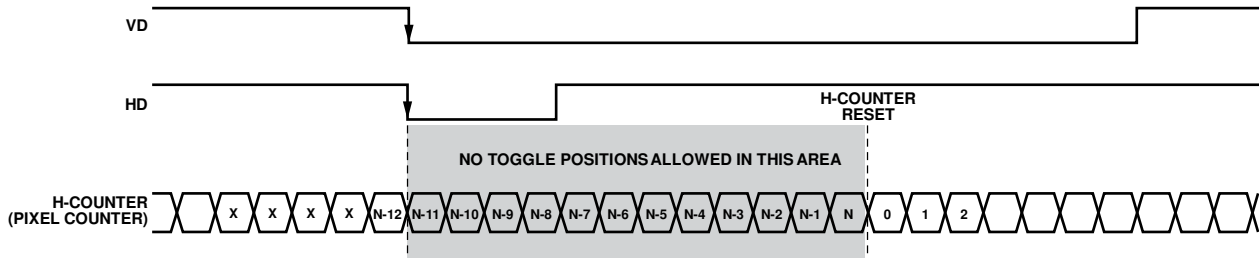 VD
HD
H-COUNTER
RESET
NO TOGGLE POSITIONS ALLOWED IN THIS AREA
H-COUNTER
(PIXEL COUNTER)
X X X X N-12 N-11 N-10 N-9 N-8 N-7 N-6 N-5 N-4 N-3 N-2 N-1 N 0 1 2